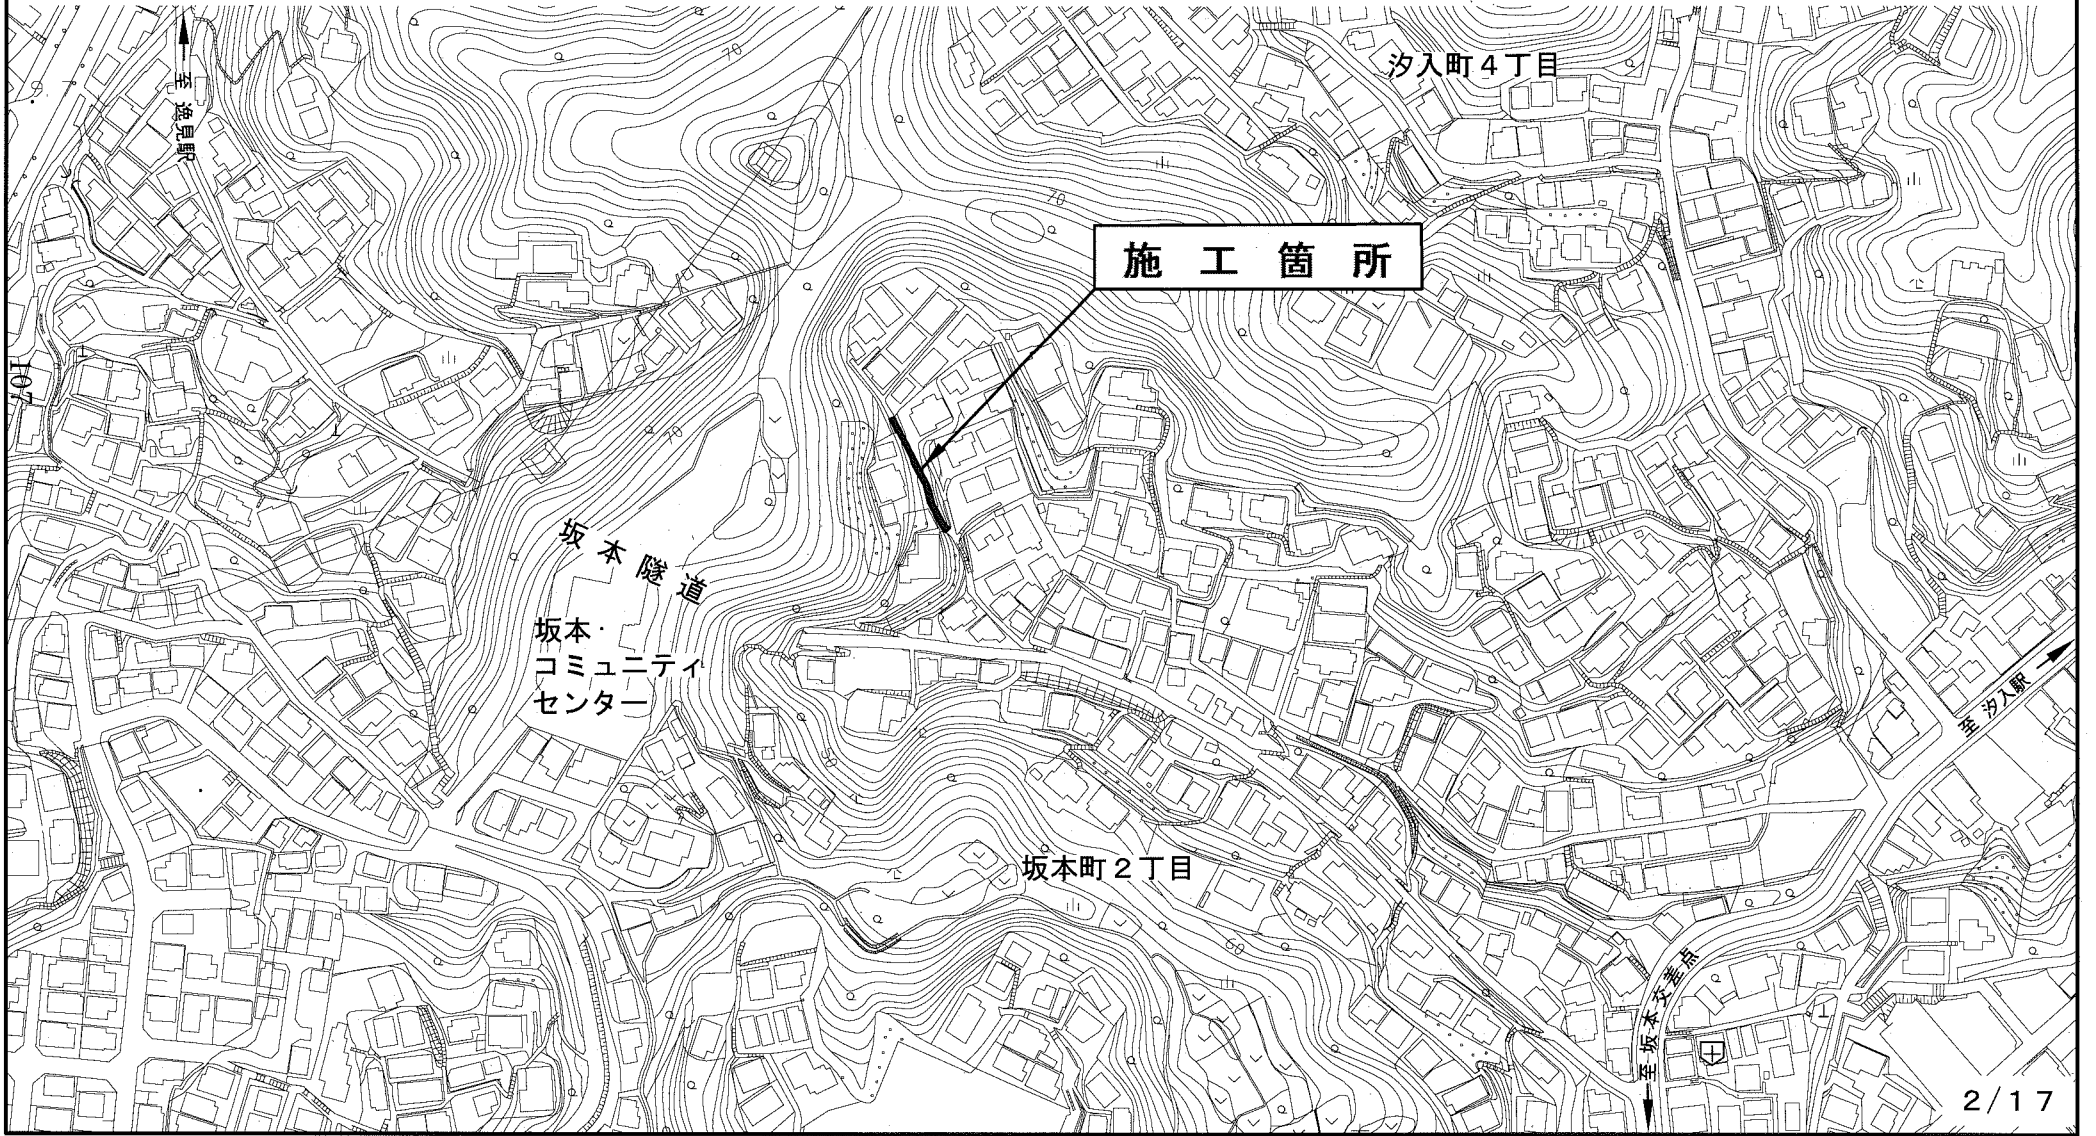 汐入町4丁目
至 逸見駅
70
70
施工箇所
107
70
坂本隧道
坂本
コミュニティ
センター
至 汐入駅
坂本町2丁目
60
至 坂本交差点
2/17